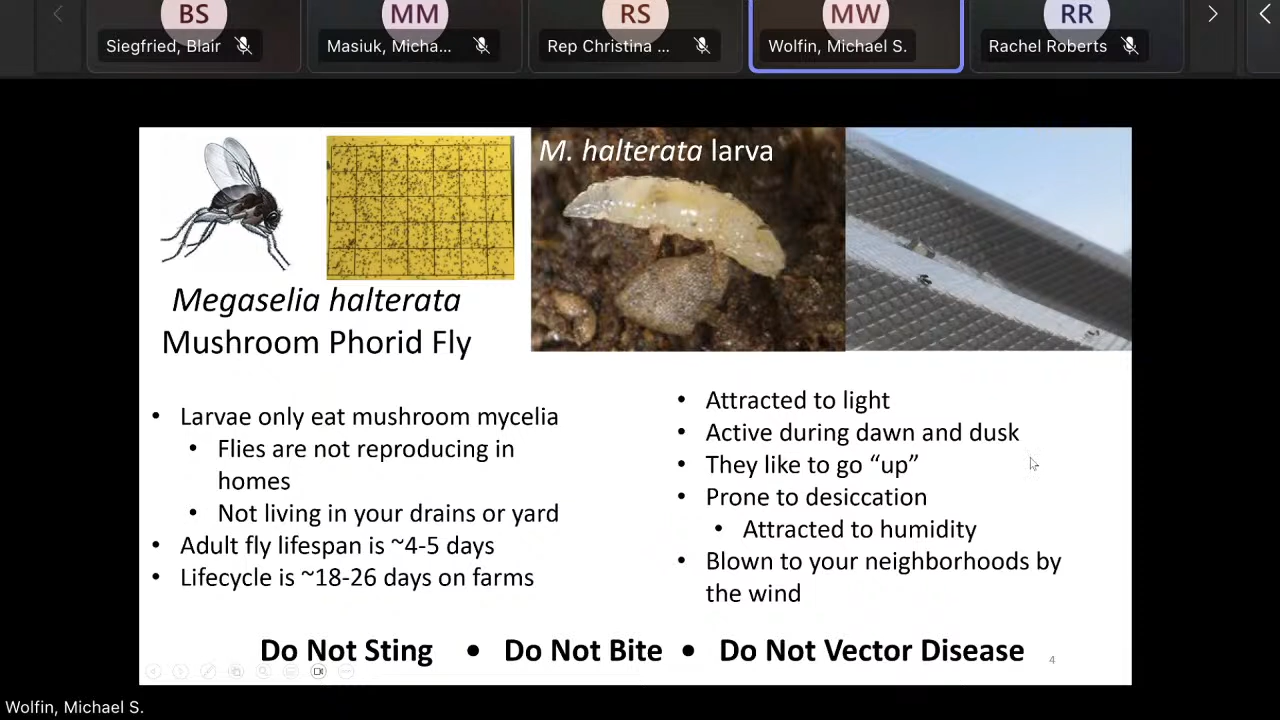 BS
MM
RS
MW
RR
Siegfried, Blair
Masiuk, Micha...
Rep Christina ...
Wolfin, Michael S.
Rachel Roberts
M. halterata larva
Megaselia halterata
Mushroom Phorid Fly
• Larvae only eat mushroom mycelia
• Flies are not reproducing in
homes
• Not living in your drains or yard
• Adult fly lifespan is ~4-5 days
• Lifecycle is ~18-26 days on farms
• Attracted to light
• Active during dawn and dusk
• They like to go “up”
• Prone to desiccation
• Attracted to humidity
• Blown to your neighborhoods by
the wind
Do Not Sting • Do Not Bite • Do Not Vector Disease
4
Wolfin, Michael S.